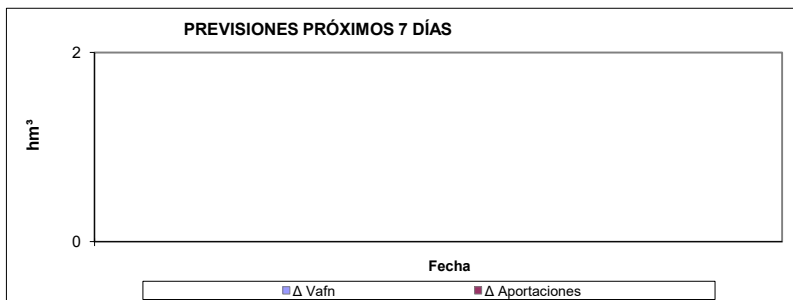 PREVISIONES PRÓXIMOS 7 DÍAS
2
hm³
0
Fecha
Δ Vafn Δ Aportaciones